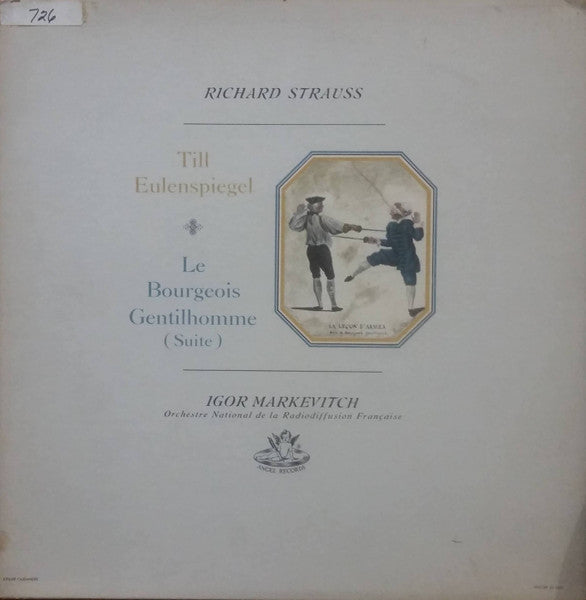 726
RICHARD STRAUSS
Till
Eulenspiegel
Le
Bourgeois
Gentilhomme
( Suite )
LA LEÇON D'ARMES
IGOR MARKEVITCH
Orchestre National de la Radiodiffusion Française
ANGEL RECORDS